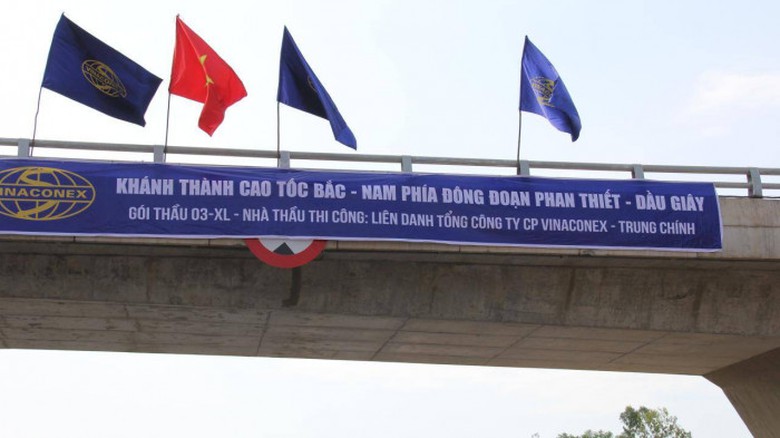 VINACONEX
KHÁNH THÀNH CAO TỐC BẮC - NAM PHÍA ĐÔNG ĐOẠN PHAN THIẾT - DẦU GIÂY
GÓI THẦU 03-XL - NHÀ THẦU THI CÔNG: LIÊN DANH TỔNG CÔNG TY CP VINACONEX - TRUNG CHÍNH